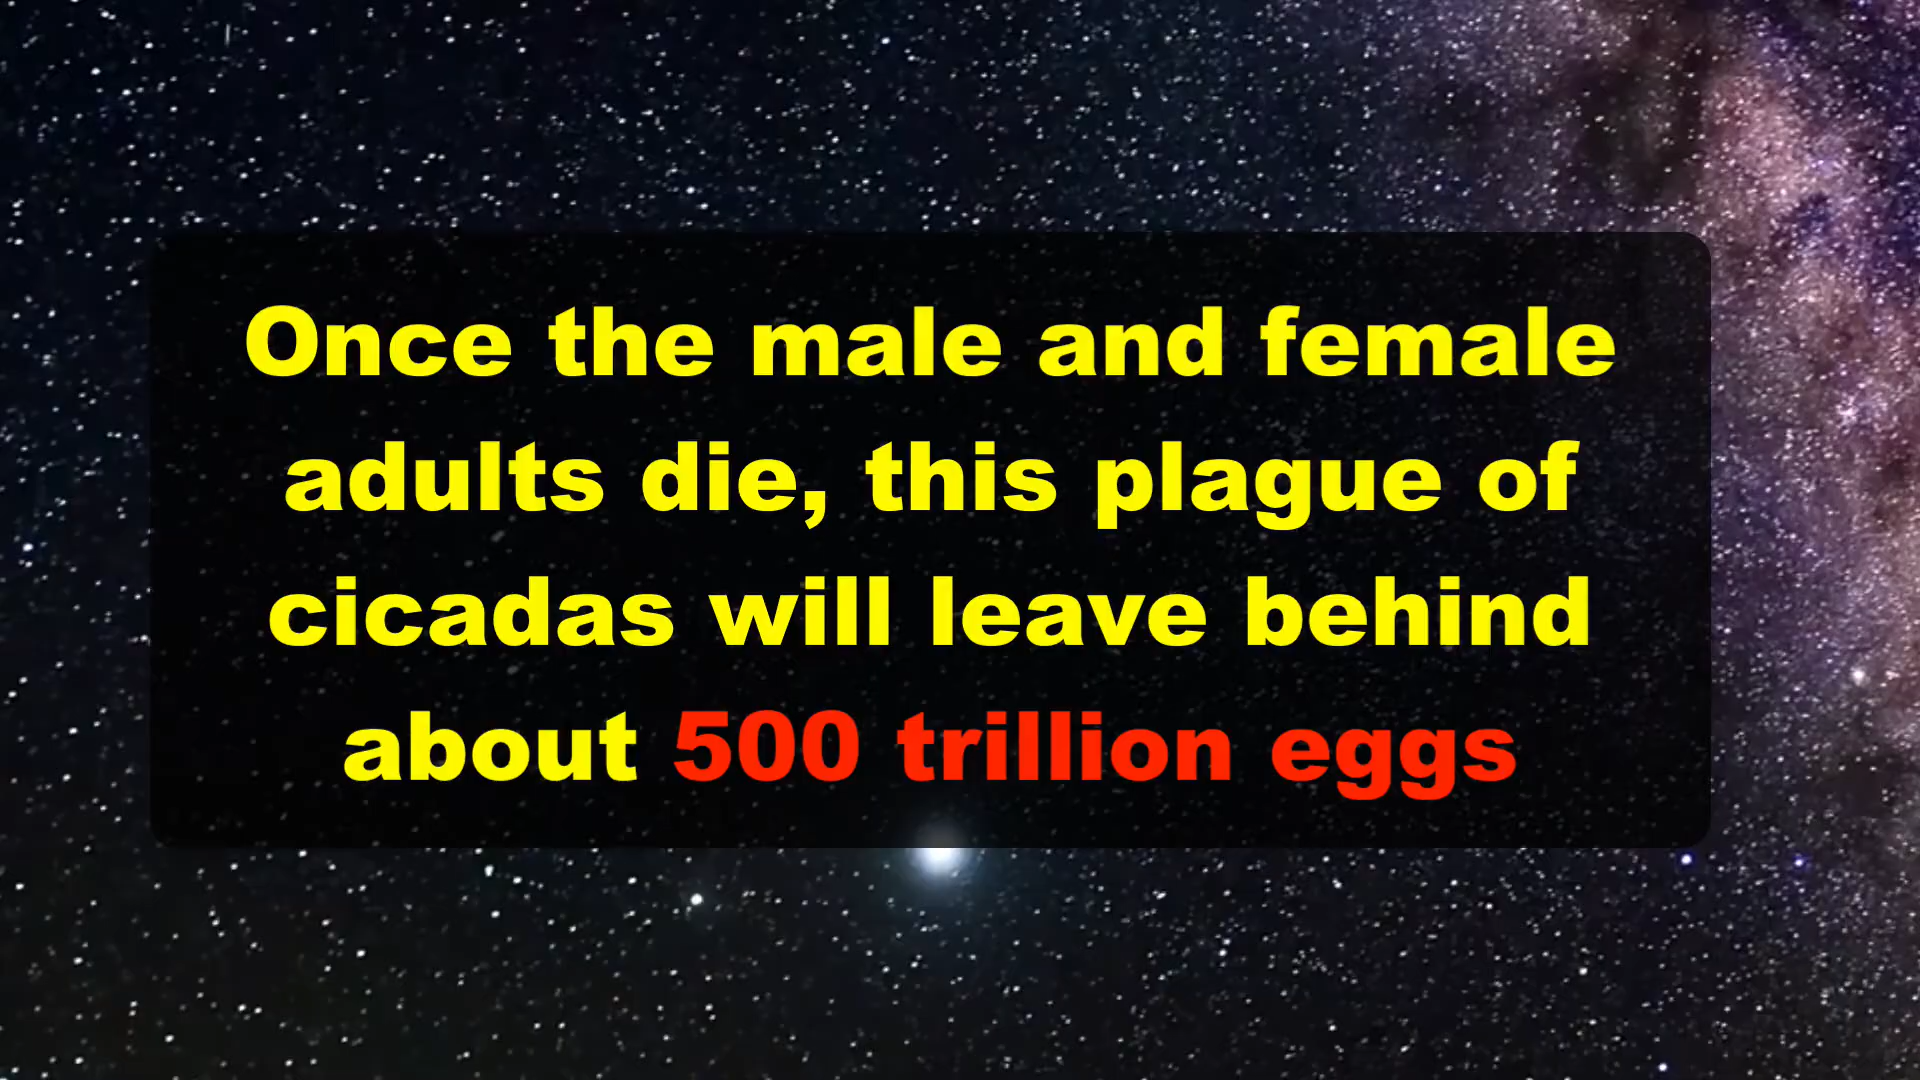 Once the male and female
adults die, this plague of
cicadas will leave behind
about 500 trillion eggs